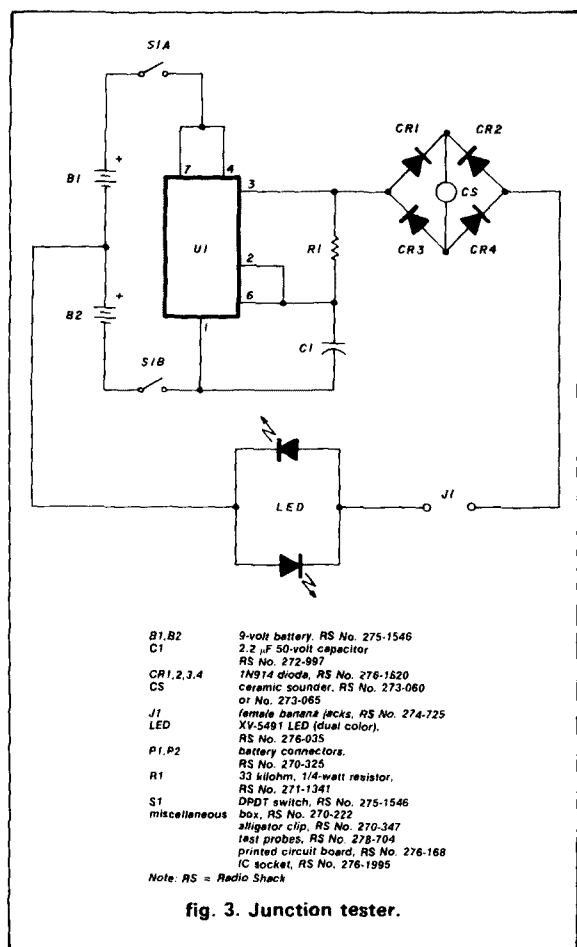 S1A
CR1 CR2
7 4
B1 + 3 CS
U1 R1 CR3 CR4
2
B2 + 6
1 C1
S1B
LED J1
B1,B2 9-volt battery, RS No. 275-1546
C1 2.2 µF 50-volt capacitor
RS No. 272-997
CR1,2,3,4 1N914 dioda, RS No. 276-1620
CS ceramic sounder, RS No. 273-060
or No. 273-065
J1 female banana jacks, RS No. 274-725
LED XV-5491 LED (dual color),
RS No. 276-035
P1,P2 battery connectors,
RS No. 270-325
R1 33 kilohm, 1/4-watt resistor,
RS No. 271-1341
S1 DPDT switch, RS No. 275-1546
miscellaneous box, RS No. 270-222
alligator clip, RS No. 270-347
test probes, RS No. 278-704
printed circuit board, RS No. 276-168
IC socket, RS No. 276-1995
Note: RS = Radio Shack
fig. 3. Junction tester.